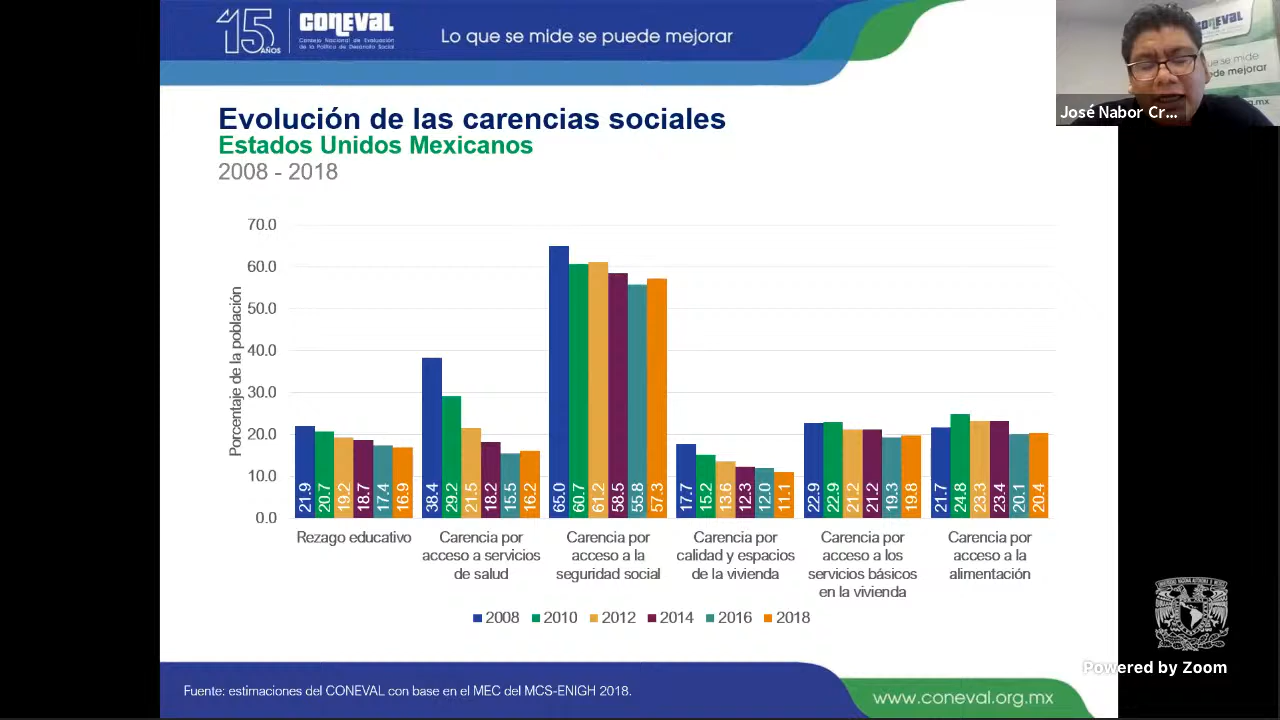 15 AÑOS
CONEVAL
Consejo Nacional de Evaluación
de la Política de Desarrollo Social
Lo que se mide se puede mejorar
CONEVAL
que se mide
de mejorar
José Nabor Cr...
Evolución de las carencias sociales
Estados Unidos Mexicanos
2008 - 2018
Porcentaje de la población
70.0
60.0
50.0
40.0
30.0
20.0
10.0
0.0
21.9 20.7 19.2 18.7 17.4 16.9
38.4 29.2 21.5 18.2 15.5 16.2
65.0 60.7 61.2 58.5 55.8 57.3
17.7 15.2 13.6 12.3 12.0 11.1
22.9 22.9 21.2 21.2 19.3 19.8
21.7 24.8 23.3 23.4 20.1 20.4
Rezago educativo
Carencia por
acceso a servicios
de salud
Carencia por
acceso a la
seguridad social
Carencia por
calidad y espacios
de la vivienda
Carencia por
acceso a los
servicios básicos
en la vivienda
Carencia por
acceso a la
alimentación
2008 2010 2012 2014 2016 2018
Powered by Zoom
Fuente: estimaciones del CONEVAL con base en el MEC del MCS-ENIGH 2018.
www.coneval.org.mx